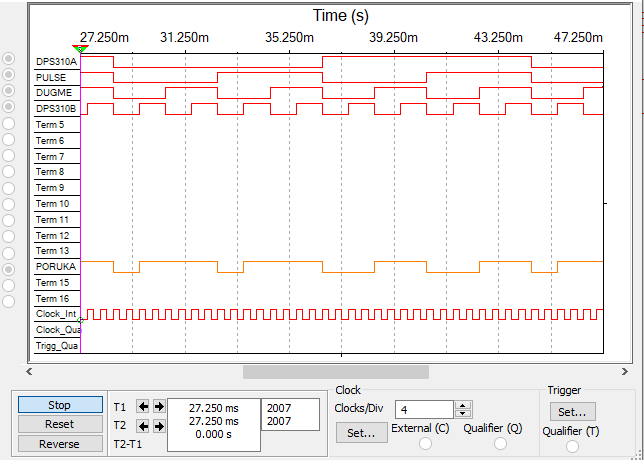 Time (s)
27.250m 31.250m 35.250m 39.250m 43.250m 47.250m
DPS310A
PULSE
DUGME
DPS310B
Term 5
Term 6
Term 7
Term 8
Term 9
Term 10
Term 11
Term 12
Term 13
PORUKA
Term 15
Term 16
Clock_Int
Clock_Qua
Trigg_Qua
Stop
Reset
Reverse
T1
T2
T2-T1
27.250 ms
27.250 ms
0.000 s
2007
2007
Clock
Clocks/Div 4
Set...
External (C)
Qualifier (Q)
Trigger
Set...
Qualifier (T)